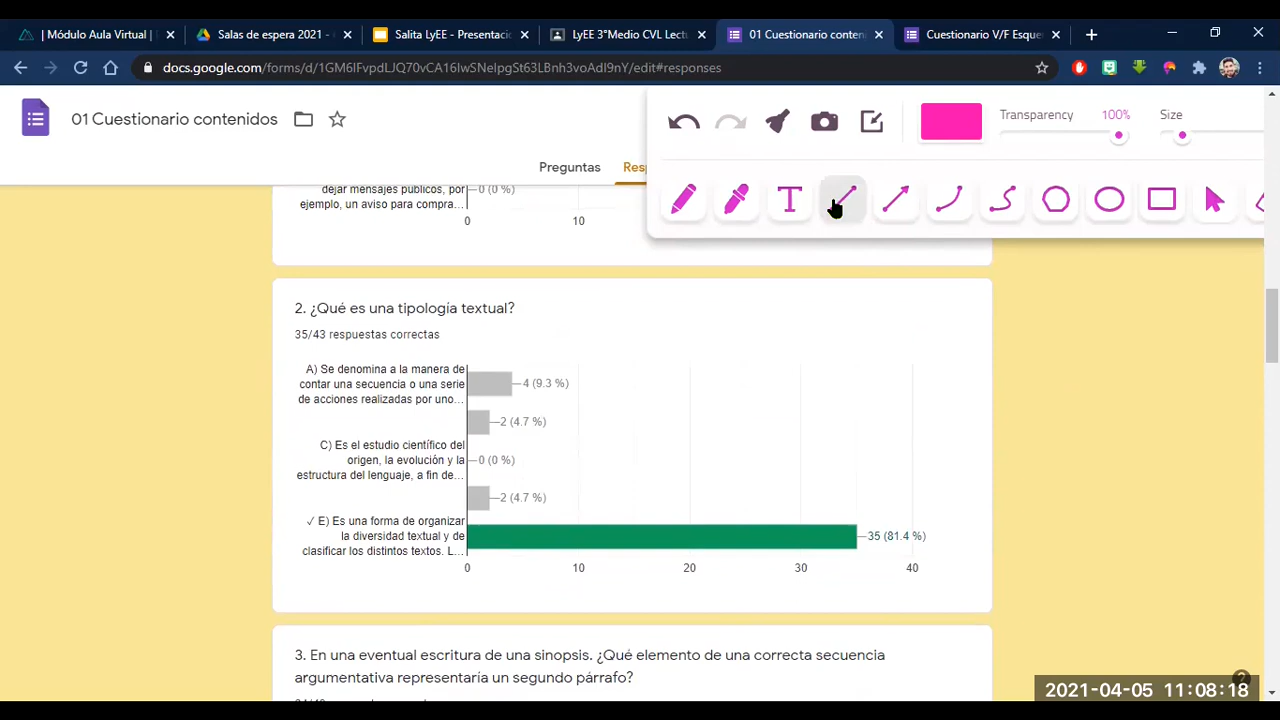 | Módulo Aula Virtual |
Salas de espera 2021 -
Salita LyEE - Presentacio
LyEE 3°Medio CVL Lectu
01 Cuestionario conten
Cuestionario V/F Esque
docs.google.com/forms/d/1GM6IFvpdLJQ70vCA16IwSNeIpgSt63LBnh3voAdI9nY/edit#responses
01 Cuestionario contenidos
Transparency
100%
Size
Preguntas
Resp
dejar mensajes públicos, por
ejemplo, un aviso para compra...
0 (0 %)
0
10
2. ¿Qué es una tipología textual?
35/43 respuestas correctas
A) Se denomina a la manera de
contar una secuencia o una serie
de acciones realizadas por uno...
4 (9.3 %)
2 (4.7 %)
C) Es el estudio científico del
origen, la evolución y la
estructura del lenguaje, a fin de...
0 (0 %)
2 (4.7 %)
✓ E) Es una forma de organizar
la diversidad textual y de
clasificar los distintos textos. L...
35 (81.4 %)
0
10
20
30
40
3. En una eventual escritura de una sinopsis. ¿Qué elemento de una correcta secuencia
argumentativa representaria un segundo párrafo?
2021-04-05 11:08:18